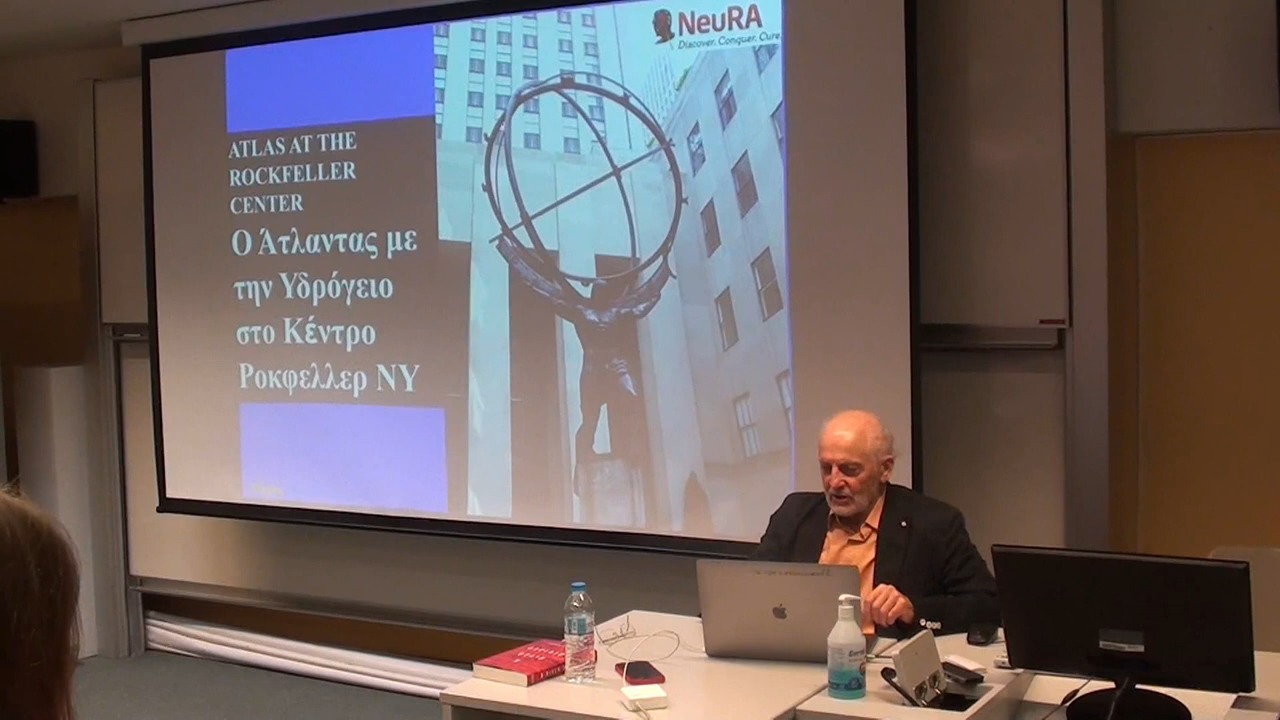 NeuRA
Discover. Conquer. Cure.
ATLAS AT THE
ROCKFELLER
CENTER
Ο Άτλαντας με
την Υδρόγειο
στο Κέντρο
Ροκφελλερ ΝΥ